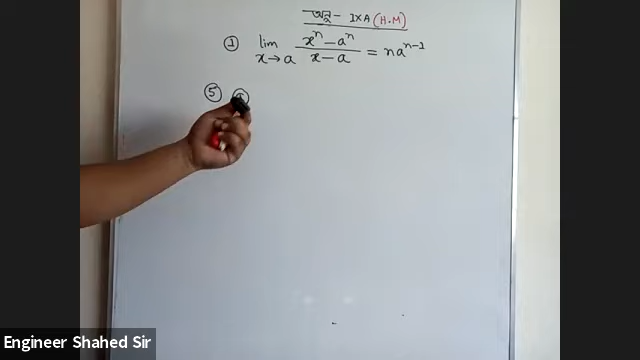 অনু - IXA (H.M)
① lim x→a (xⁿ - aⁿ)/(x - a) = naⁿ⁻¹
⑤
Engineer Shahed Sir